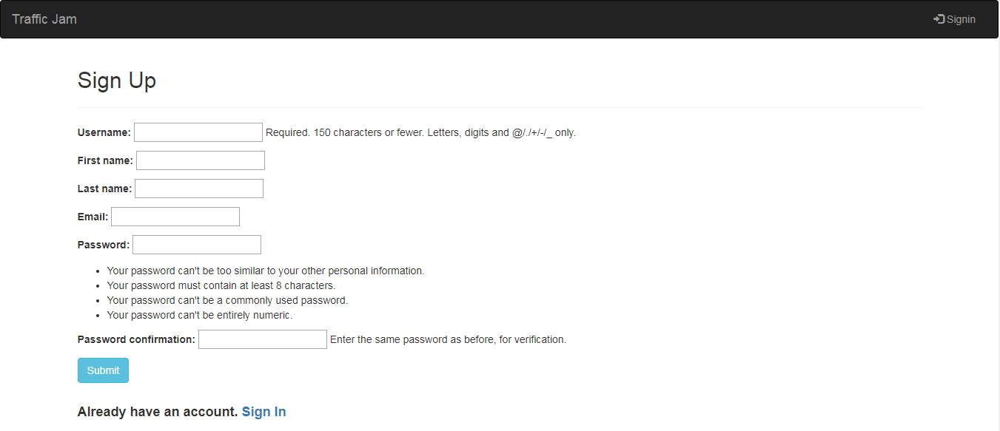 Traffic Jam Signin
Sign Up
Username: Required. 150 characters or fewer. Letters, digits and @/./+/-/_ only.
First name:
Last name:
Email:
Password:
Your password can't be too similar to your other personal information.
Your password must contain at least 8 characters.
Your password can't be a commonly used password.
Your password can't be entirely numeric.
Password confirmation: Enter the same password as before, for verification.
Submit
Already have an account. Sign In